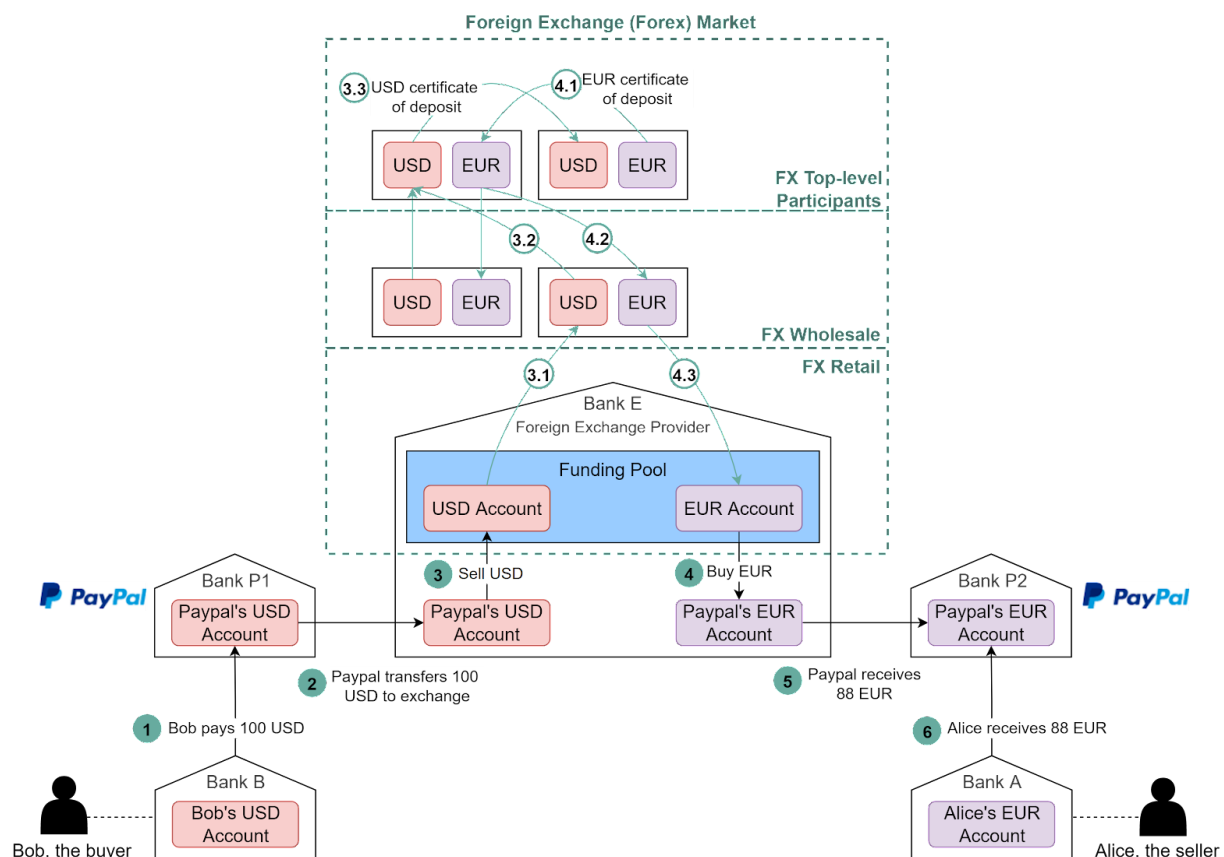 Foreign Exchange (Forex) Market
3.3
USD certificate
of deposit
4.1
EUR certificate
of deposit
USD
EUR
USD
EUR
FX Top-level
Participants
3.2
4.2
USD
EUR
USD
EUR
FX Wholesale
FX Retail
3.1
4.3
Bank E
Foreign Exchange Provider
Funding Pool
USD Account
EUR Account
3
Sell USD
4
Buy EUR
PayPal
Bank P1
Paypal's USD
Account
Paypal's USD
Account
Paypal's EUR
Account
Bank P2
Paypal's EUR
Account
PayPal
2
Paypal transfers 100
USD to exchange
5
Paypal receives
88 EUR
1
Bob pays 100 USD
6
Alice receives 88 EUR
Bank B
Bob's USD
Account
Bob, the buyer
Bank A
Alice's EUR
Account
Alice, the seller